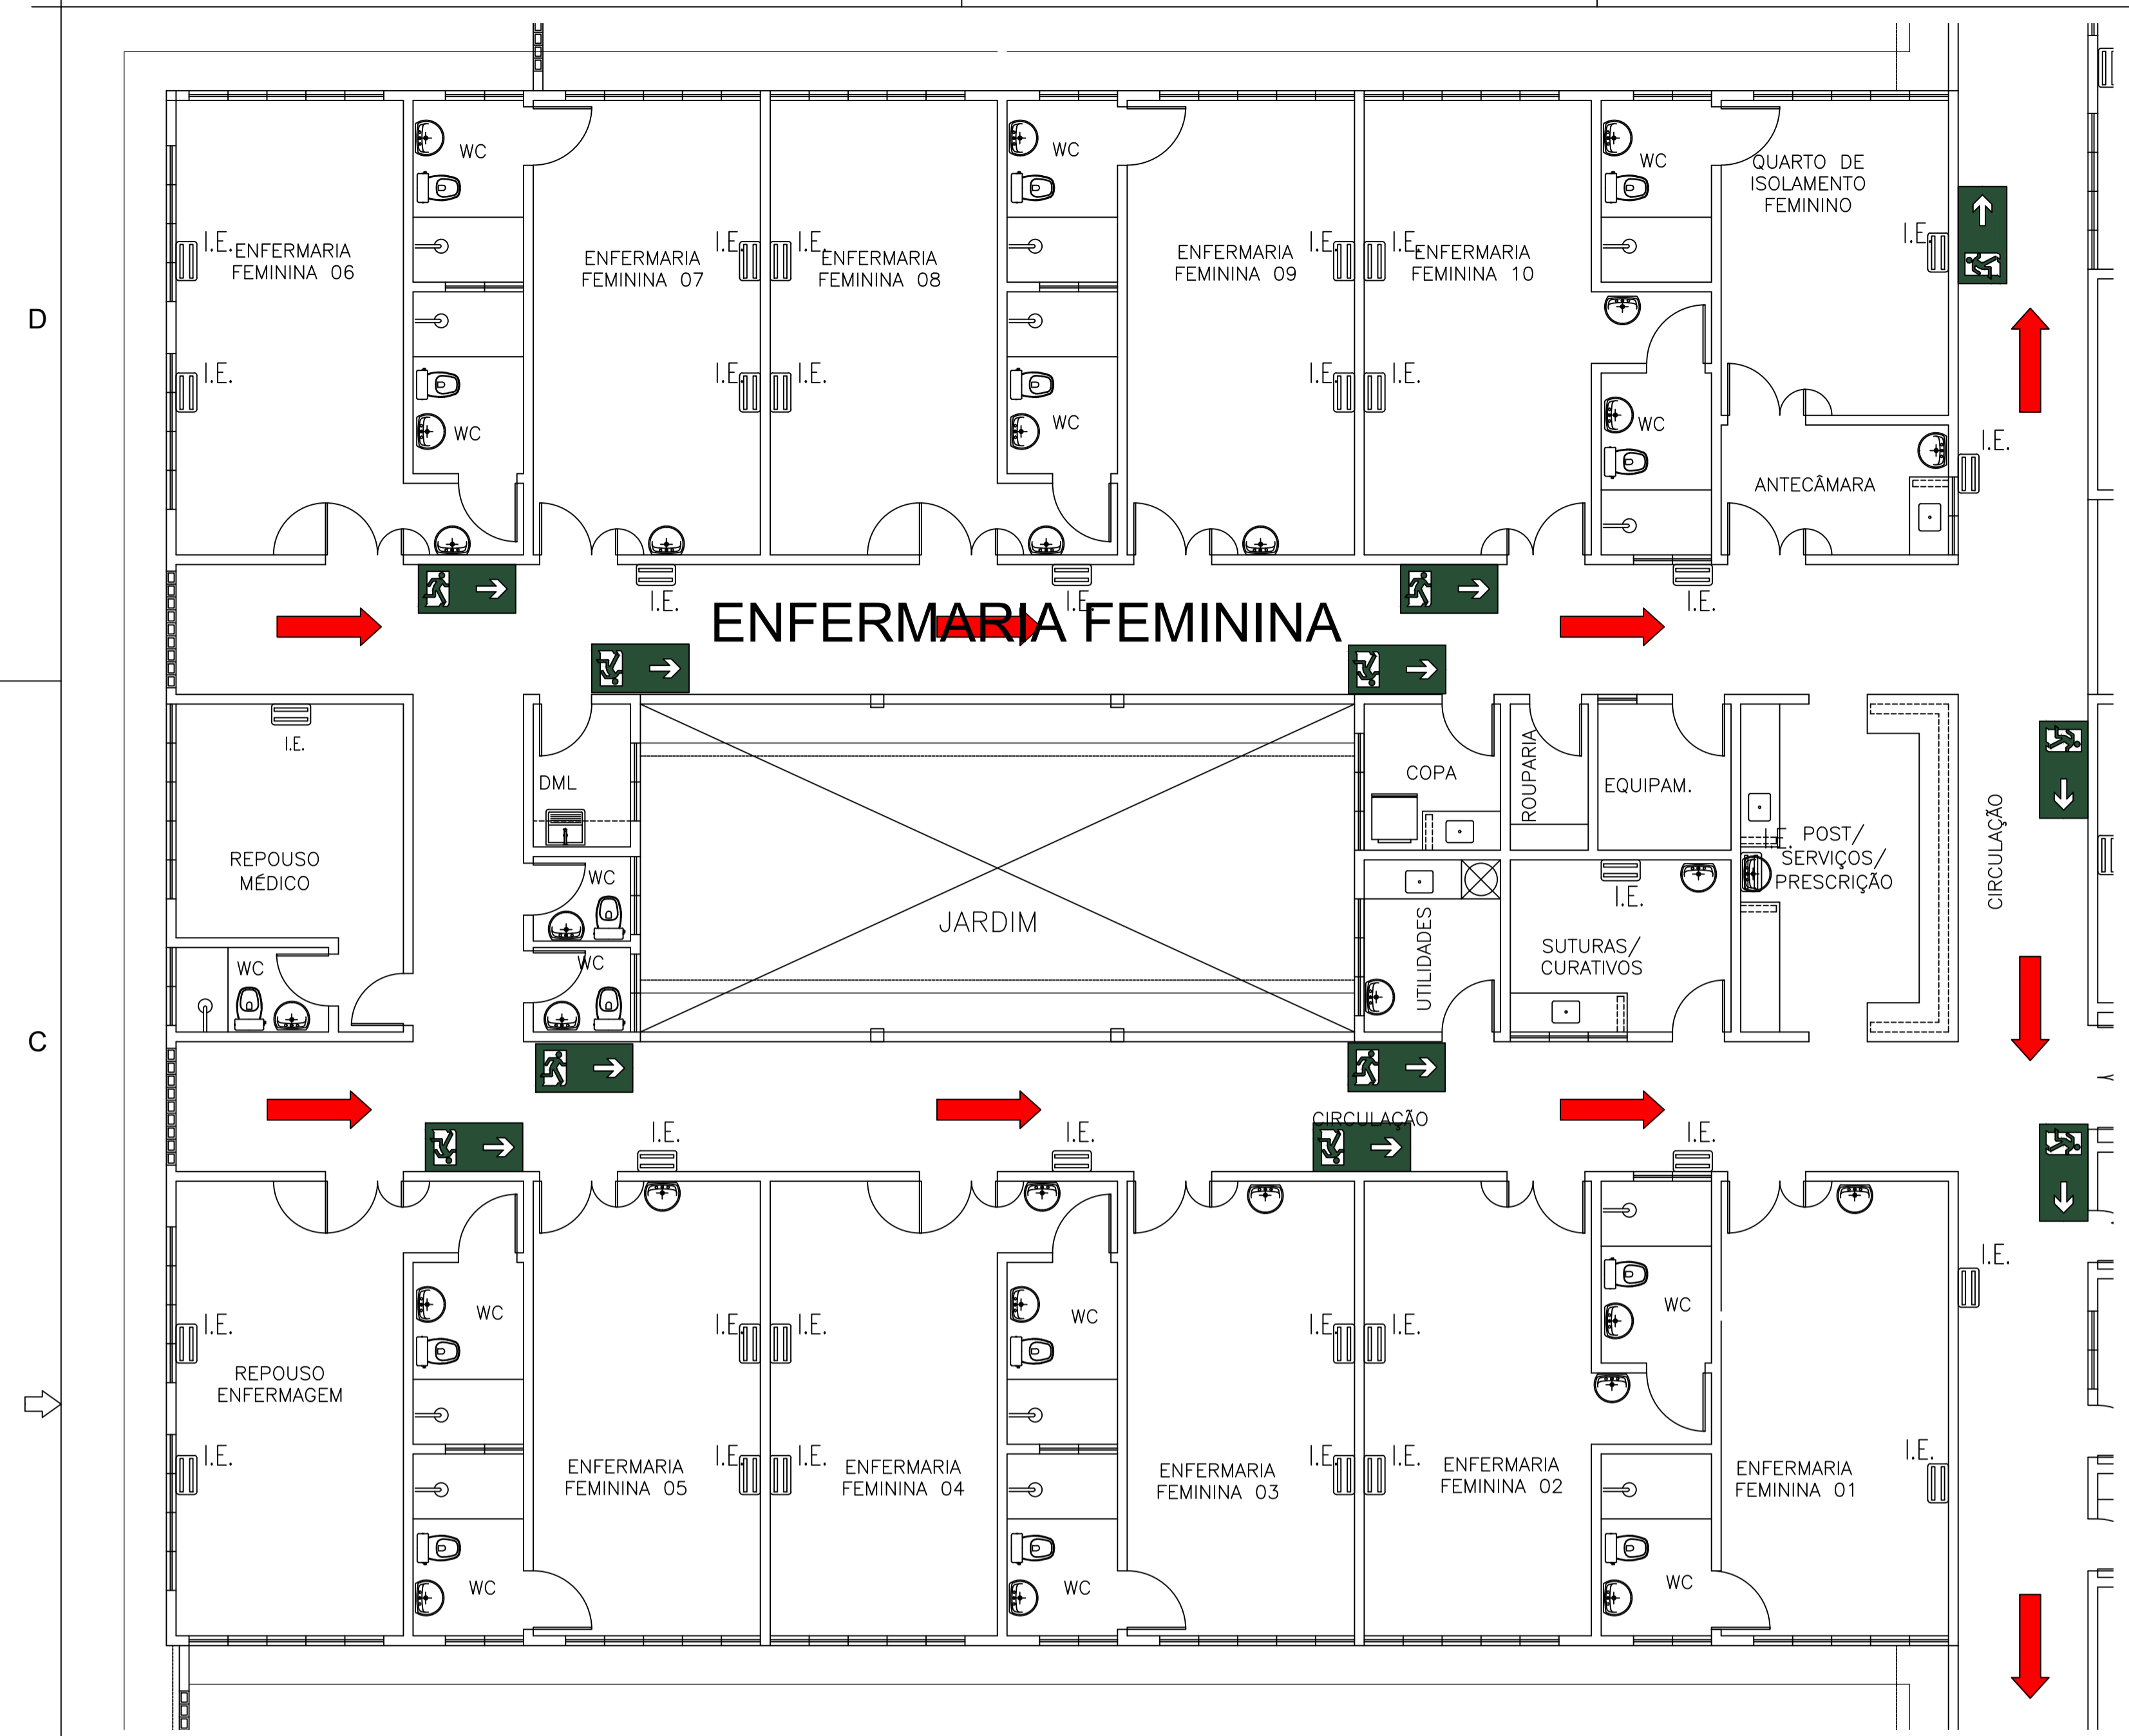 WC
WC
WC
QUARTO DE
ISOLAMENTO
FEMININO
I.E.
ENFERMARIA
FEMININA 06
ENFERMARIA
FEMININA 07
I.E.
I.E.
ENFERMARIA
FEMININA 08
ENFERMARIA
FEMININA 09
I.E.
I.E.
ENFERMARIA
FEMININA 10
I.E.
D
I.E.
I.E.
I.E.
I.E.
I.E.
WC
WC
WC
I.E.
ANTECÂMARA
I.E.
I.E.
I.E.
ENFERMARIA FEMININA
I.E.
REPOUSO
MÉDICO
WC
DML
WC
WC
JARDIM
COPA
ROUPARIA
EQUIPAM.
UTILIDADES
I.E.
SUTURAS/
CURATIVOS
I.E.
POST/
SERVIÇOS/
PRESCRIÇÃO
CIRCULAÇÃO
C
CIRCULAÇÃO
I.E.
I.E.
I.E.
I.E.
WC
WC
WC
I.E.
I.E.
I.E.
I.E.
I.E.
REPOUSO
ENFERMAGEM
I.E.
I.E.
I.E.
I.E.
I.E.
I.E.
ENFERMARIA
FEMININA 05
ENFERMARIA
FEMININA 04
ENFERMARIA
FEMININA 03
ENFERMARIA
FEMININA 02
ENFERMARIA
FEMININA 01
WC
WC
WC